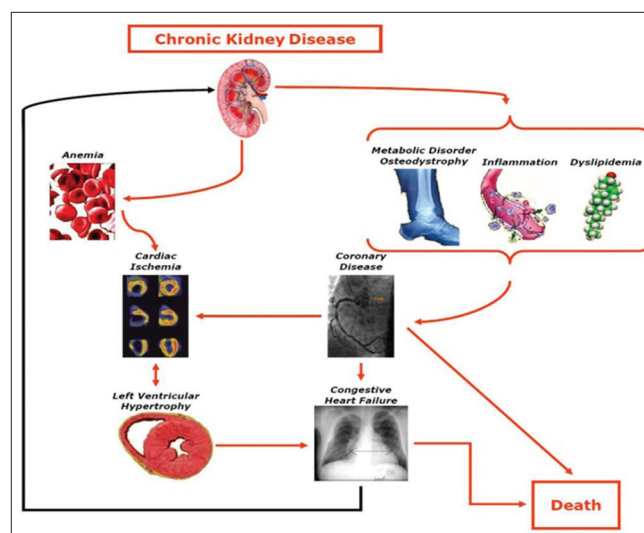 Chronic Kidney Disease
Anemia
Metabolic Disorder
Osteodystrophy
Inflammation
Dyslipidemia
Cardiac
Ischemia
Coronary
Disease
Left Ventricular
Hypertrophy
Congestive
Heart Failure
Death